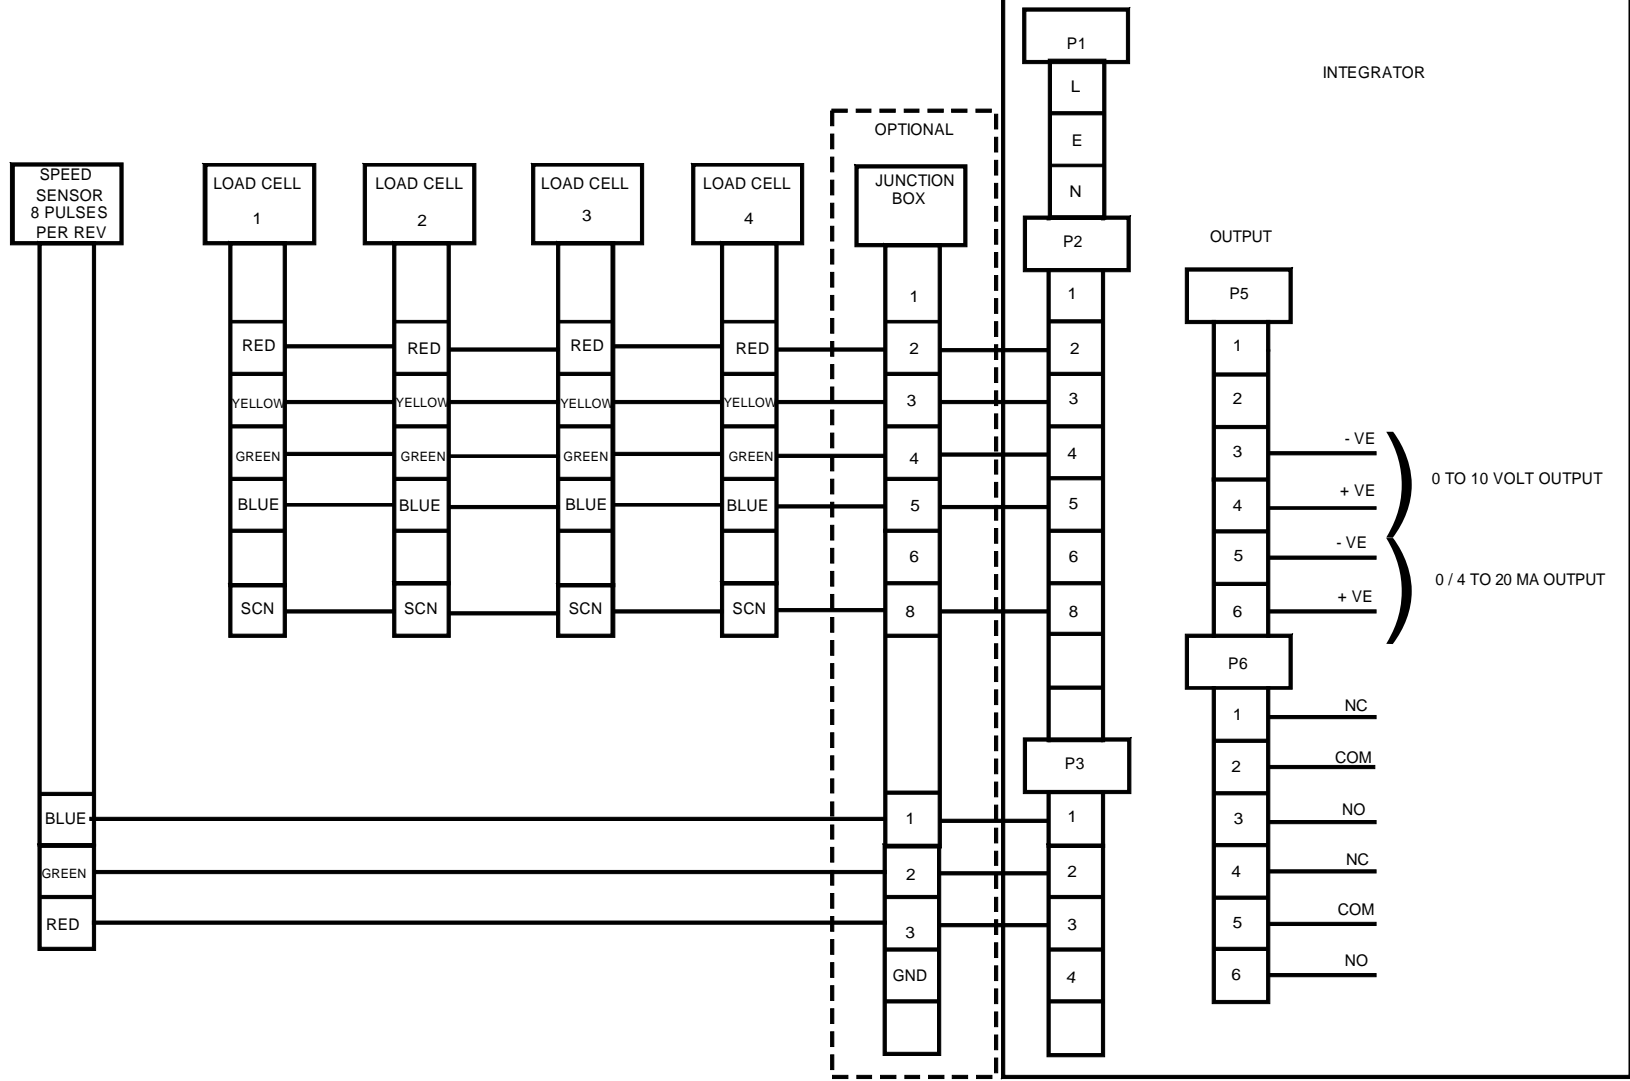 SPEED
SENSOR
8 PULSES
PER REV
BLUE
GREEN
RED
LOAD CELL
1
RED
YELLOW
GREEN
BLUE
SCN
LOAD CELL
2
RED
YELLOW
GREEN
BLUE
SCN
LOAD CELL
3
RED
YELLOW
GREEN
BLUE
SCN
LOAD CELL
4
RED
YELLOW
GREEN
BLUE
SCN
OPTIONAL
JUNCTION
BOX
1
2
3
4
5
6
8
1
2
3
GND
INTEGRATOR
P1
L
E
N
P2
1
2
3
4
5
6
8
P3
1
2
3
4
OUTPUT
P5
1
2
3
- VE
4
+ VE
0 TO 10 VOLT OUTPUT
5
- VE
6
+ VE
0 / 4 TO 20 MA OUTPUT
P6
1
NC
2
COM
3
NO
4
NC
5
COM
6
NO